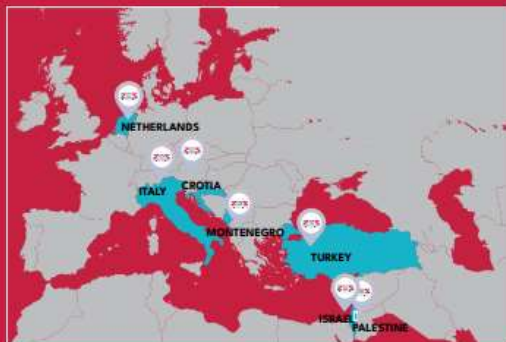 NETHERLANDS
ITALY
CROTIA
MONTENEGRO
TURKEY
ISRAEL
PALESTINE